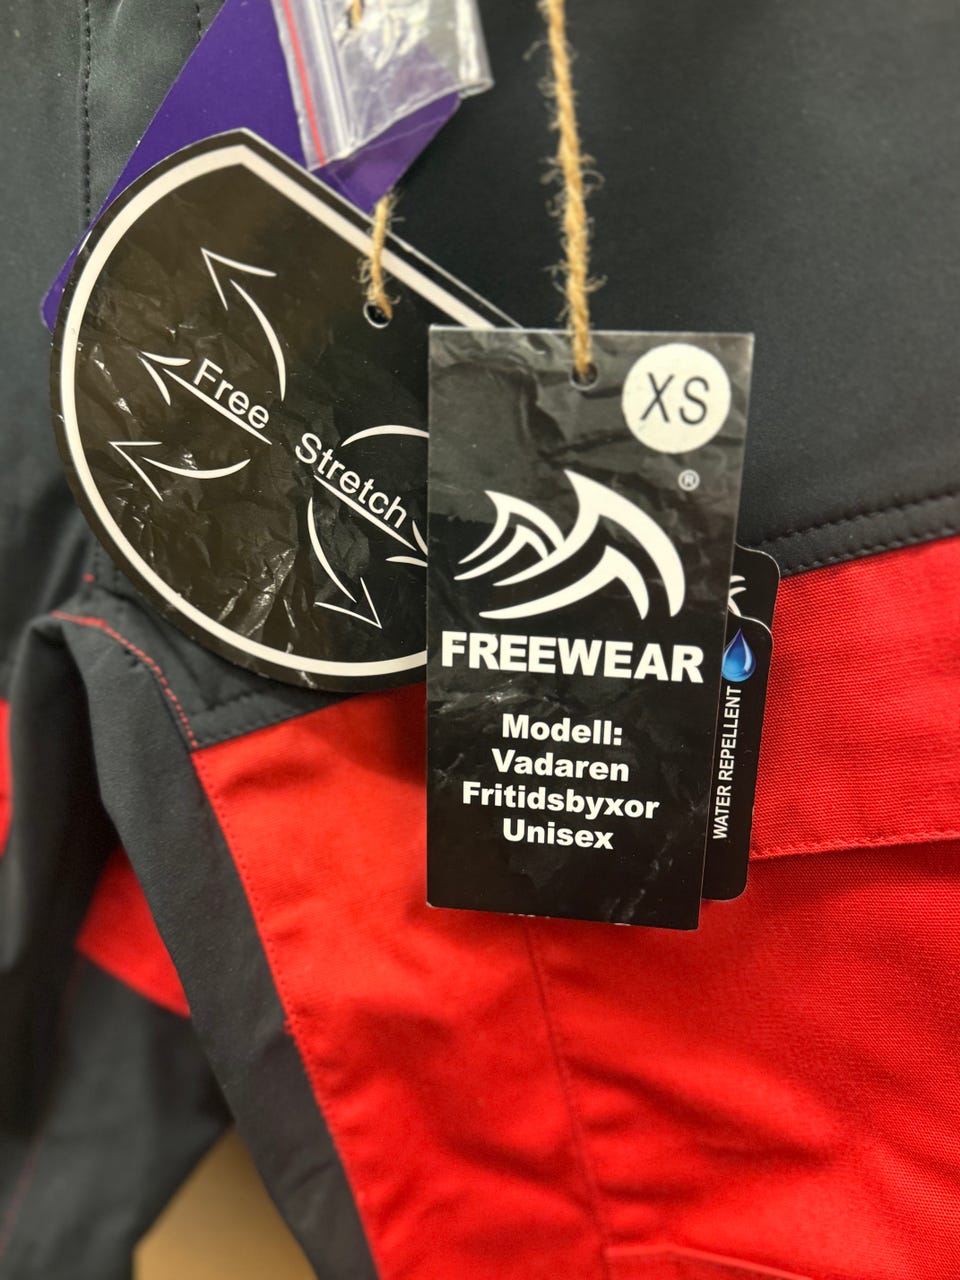 Free
Stretch
XS
®
FREEWEAR
Modell:
Vadaren
Fritidsbyxor
Unisex
WATER REPELLENT